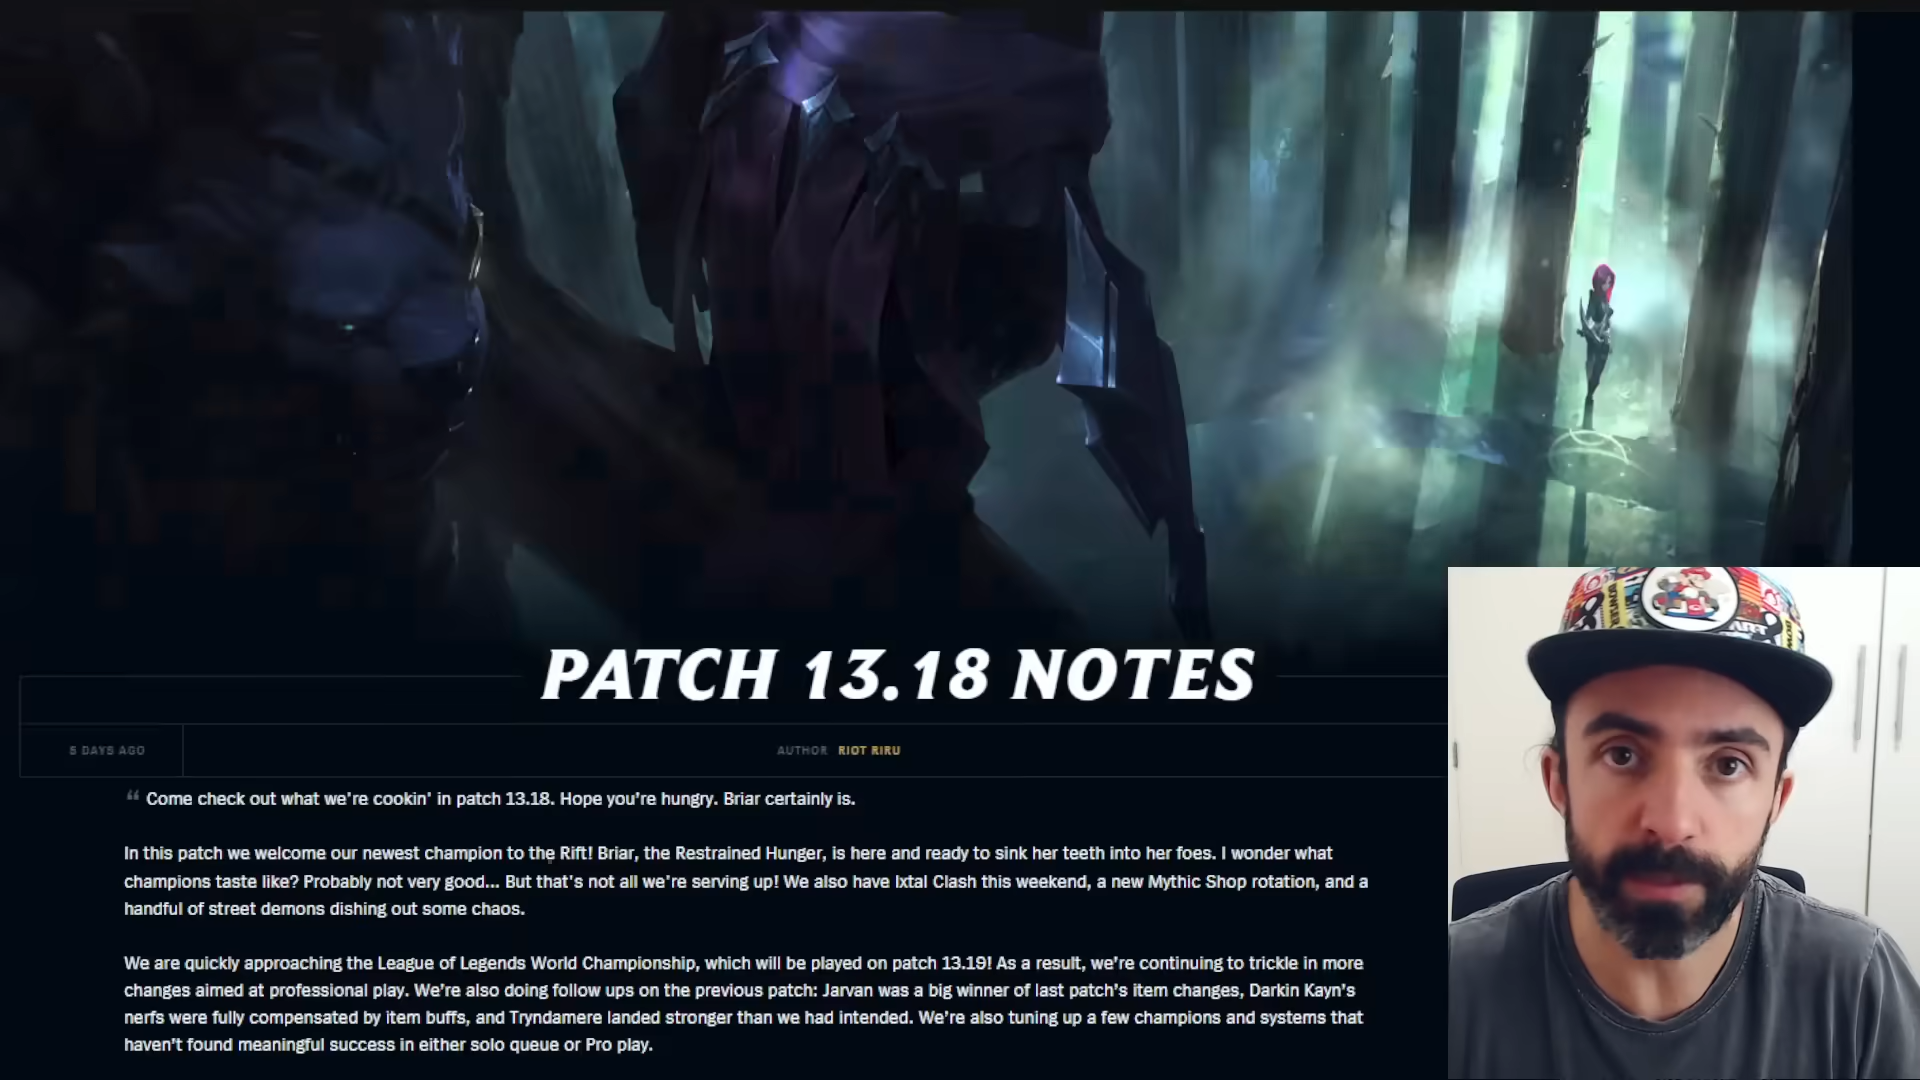 PATCH 13.18 NOTES
5 DAYS AGO
AUTHOR RIOT RIRU
“ Come check out what we're cookin' in patch 13.18. Hope you're hungry. Briar certainly is.
In this patch we welcome our newest champion to the Rift! Briar, the Restrained Hunger, is here and ready to sink her teeth into her foes. I wonder what
champions taste like? Probably not very good... But that's not all we're serving up! We also have Ixtal Clash this weekend, a new Mythic Shop rotation, and a
handful of street demons dishing out some chaos.
We are quickly approaching the League of Legends World Championship, which will be played on patch 13.19! As a result, we're continuing to trickle in more
changes aimed at professional play. We're also doing follow ups on the previous patch: Jarvan was a big winner of last patch's item changes, Darkin Kayn's
nerfs were fully compensated by item buffs, and Tryndamere landed stronger than we had intended. We're also tuning up a few champions and systems that
haven't found meaningful success in either solo queue or Pro play.